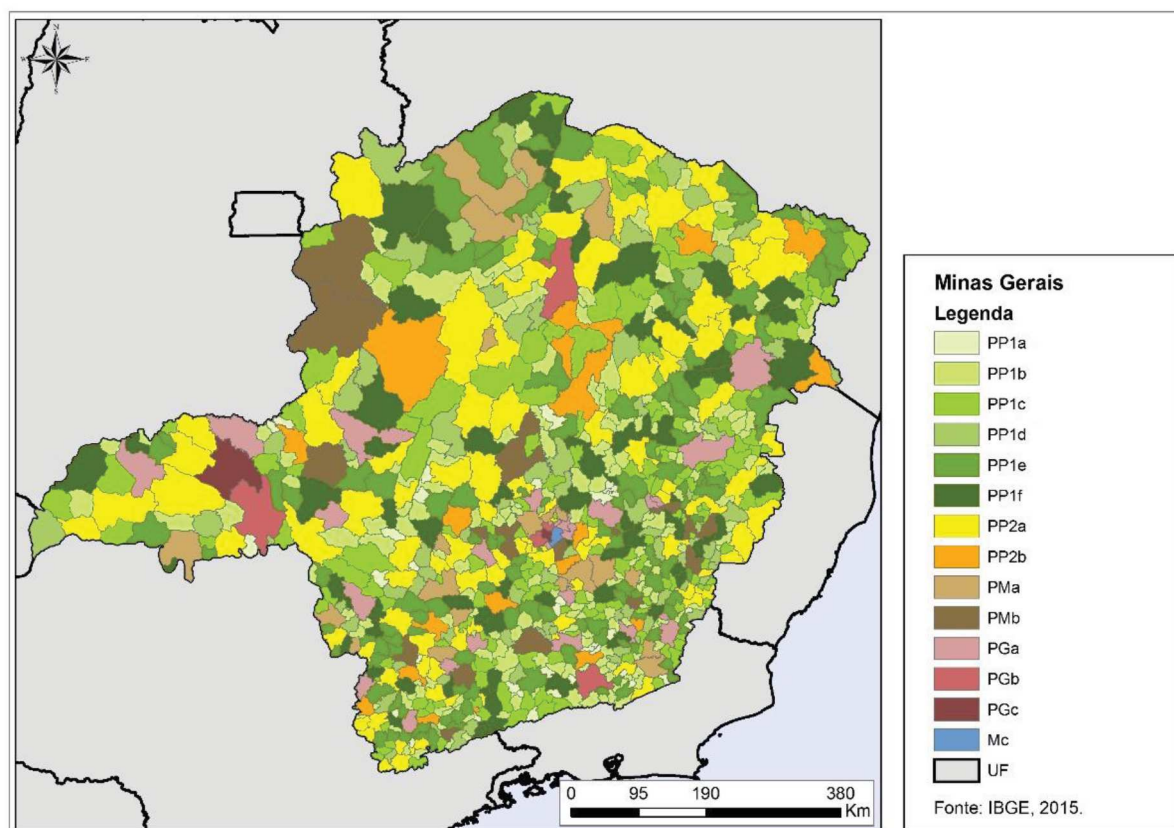 N
Minas Gerais
Legenda
PP1a
PP1b
PP1c
PP1d
PP1e
PP1f
PP2a
PP2b
PMa
PMb
PGa
PGb
PGc
Mc
UF
Fonte: IBGE, 2015.
0 95 190 380
Km